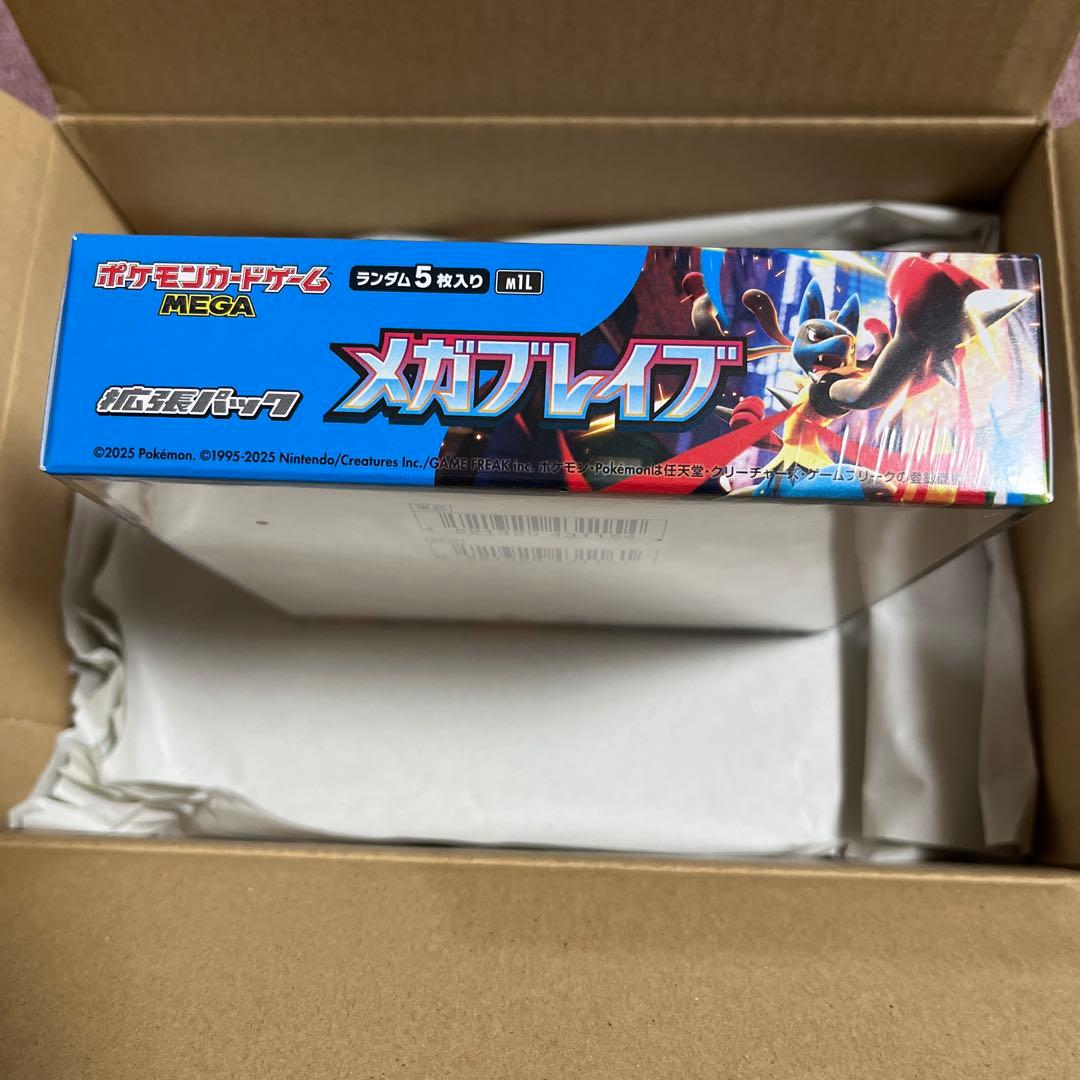 ポケモンカードゲーム
MEGA
ランダム5枚入り M1L
メガブレイブ
拡張パック
©2025 Pokémon. ©1995-2025 Nintendo/Creatures Inc./GAME FREAK inc. ポケモン・Pokémonは任天堂・クリーチャーズ・ゲームフリークの登録商標